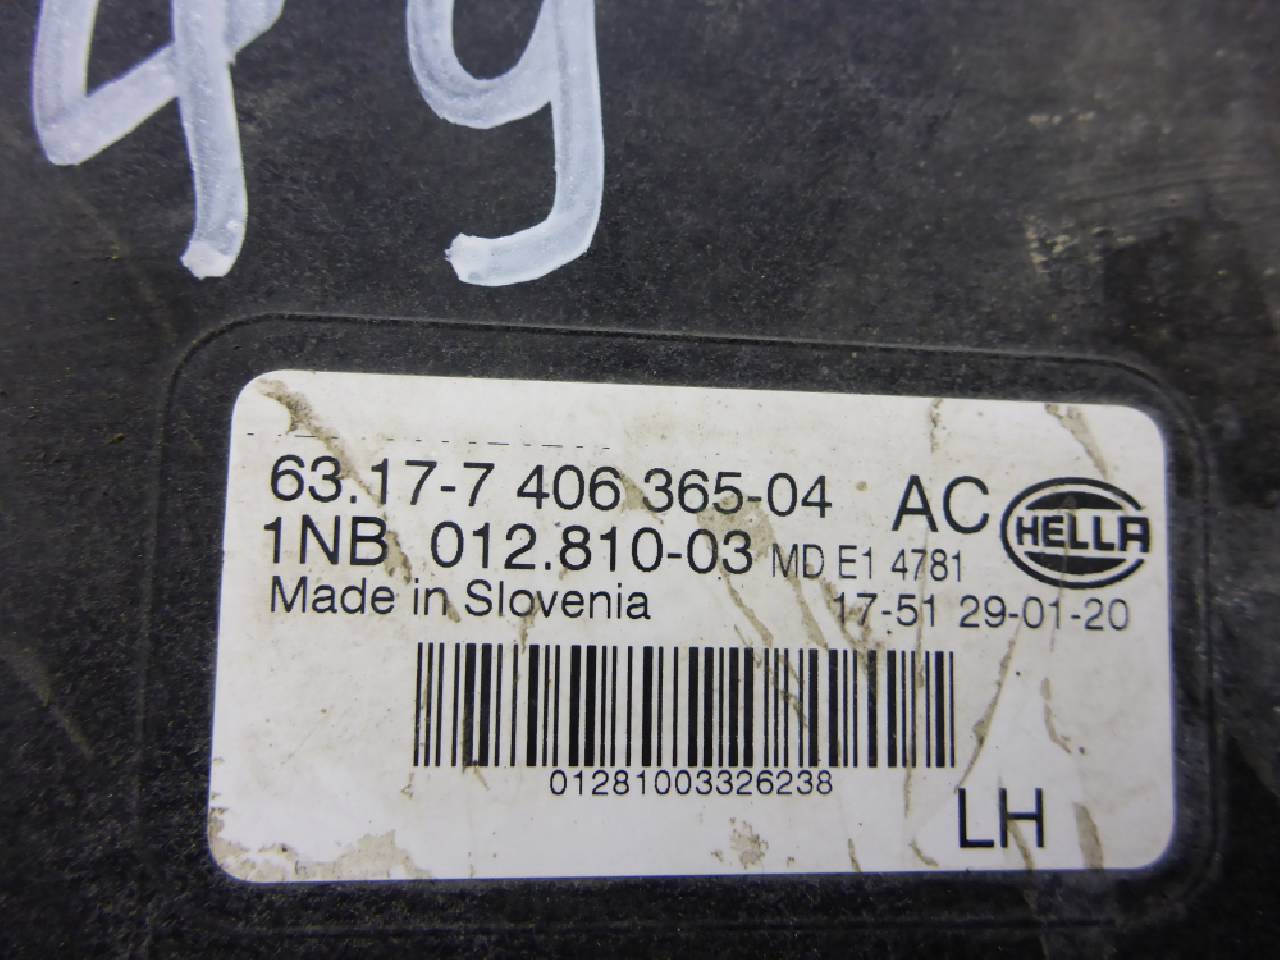 49
63.17-7 406 365-04 AC
HELLA
1NB 012.810-03 MD E1 4781
Made in Slovenia 17-51 29-01-20
01281003326238
LH